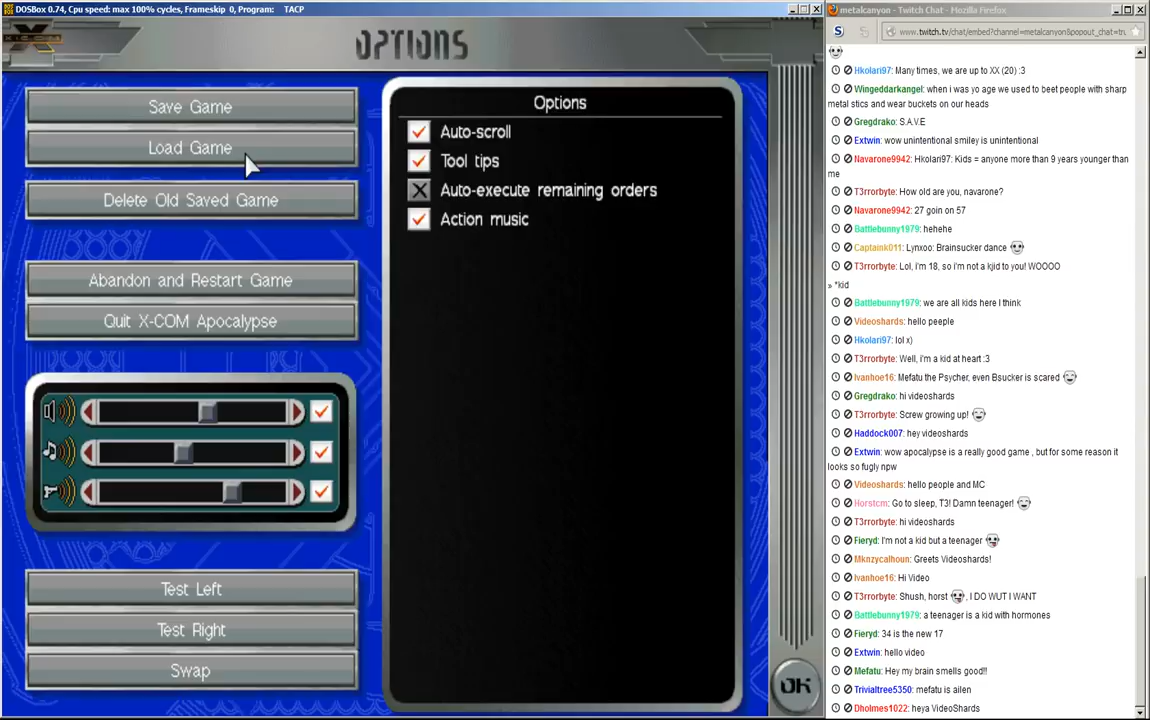 DOSBox 0.74, Cpu speed: max 100% cycles, Frameskip 0, Program: TACP
OPTIONS
Save Game
Load Game
Delete Old Saved Game
Abandon and Restart Game
Quit X-COM Apocalypse
Test Left
Test Right
Swap
Options
Auto-scroll
Tool tips
Auto-execute remaining orders
Action music
OK
metalcanyon - Twitch Chat - Mozilla Firefox
www.twitch.tv/chat/embed?channel=metalcanyon&popout_chat=tru
Hkolari97: Many times, we are up to XX (20) :3
Wingeddarkangel: when i was yo age we used to beet people with sharp
metal stics and wear buckets on our heads
Gregdrako: S.A.V.E
Extwin: wow unintentional smiley is unintentional
Navarone9942: Hkolari97: Kids = anyone more than 9 years younger than
me
T3rrorbyte: How old are you, navarone?
Navarone9942: 27 goin on 57
Battlebunny1979: hehehe
Captaink011: Lynxoo: Brainsucker dance
T3rrorbyte: Lol, i'm 18, so i'm not a kjid to you! WOOOO
» *kid
Battlebunny1979: we are all kids here I think
Videoshards: hello peeple
Hkolari97: lol x)
T3rrorbyte: Well, i'm a kid at heart :3
Ivanhoe16: Mefatu the Psycher, even Bsucker is scared
Gregdrako: hi videoshards
T3rrorbyte: Screw growing up!
Haddock007: hey videoshards
Extwin: wow apocalypse is a really good game , but for some reason it
looks so fugly npw
Videoshards: hello people and MC
Horstcm: Go to sleep, T3! Damn teenager!
T3rrorbyte: hi videoshards
Fieryd: I'm not a kid but a teenager
Mknzycalhoun: Greets Videoshards!
Ivanhoe16: Hi Video
T3rrorbyte: Shush, horst , I DO WUT I WANT
Battlebunny1979: a teenager is a kid with hormones
Fieryd: 34 is the new 17
Extwin: hello video
Mefatu: Hey my brain smells good!!
Trivialtree5350: mefatu is ailen
Dholmes1022: heya VideoShards